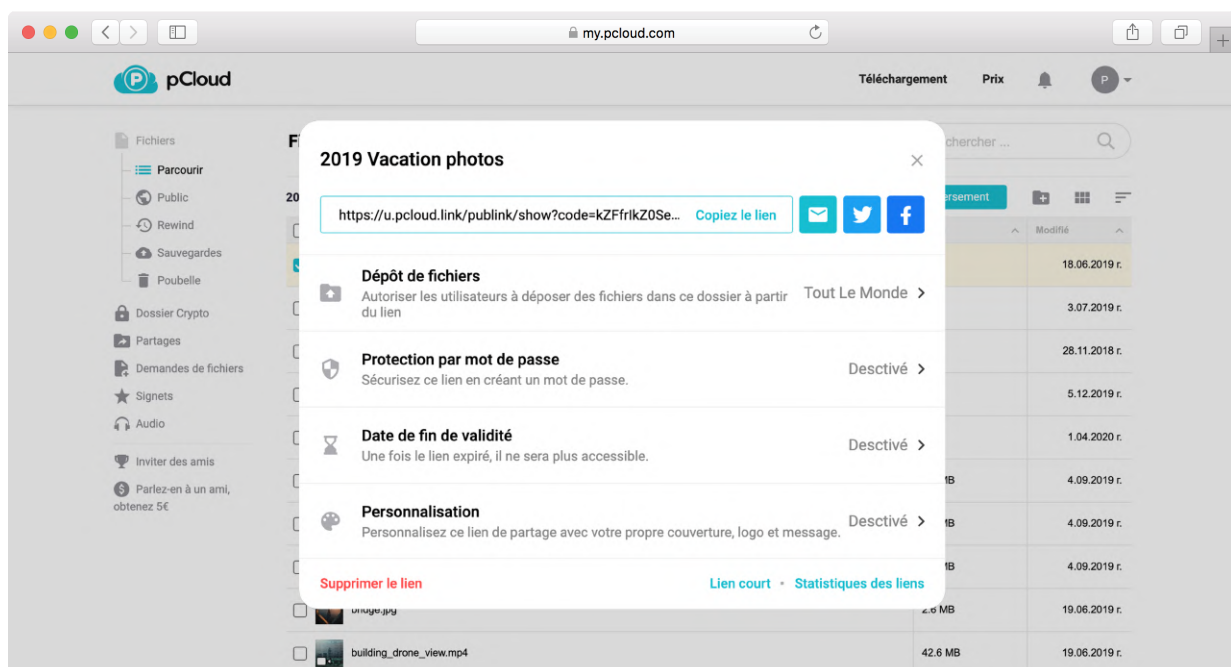 my.pcloud.com
P pCloud
Téléchargement Prix P
Fichiers
Parcourir
Public
Rewind
Sauvegardes
Poubelle
Dossier Crypto
Partages
Demandes de fichiers
Signets
Audio
Inviter des amis
Parlez-en à un ami,
obtenez 5€
2019 Vacation photos
https://u.pcloud.link/publink/show?code=kZFfrIkZ0Se... Copiez le lien
Dépôt de fichiers
Autoriser les utilisateurs à déposer des fichiers dans ce dossier à partir
du lien
Tout Le Monde
Protection par mot de passe
Sécurisez ce lien en créant un mot de passe.
Desctivé
Date de fin de validité
Une fois le lien expiré, il ne sera plus accessible.
Desctivé
Personnalisation
Personnalisez ce lien de partage avec votre propre couverture, logo et message.
Desctivé
Supprimer le lien
Lien court • Statistiques des liens
Modifié
18.06.2019 г.
3.07.2019 г.
28.11.2018 г.
5.12.2019 г.
1.04.2020 г.
4.09.2019 г.
4.09.2019 г.
4.09.2019 г.
bridge.jpg 2.6 MB 19.06.2019 г.
building_drone_view.mp4 42.6 MB 19.06.2019 г.